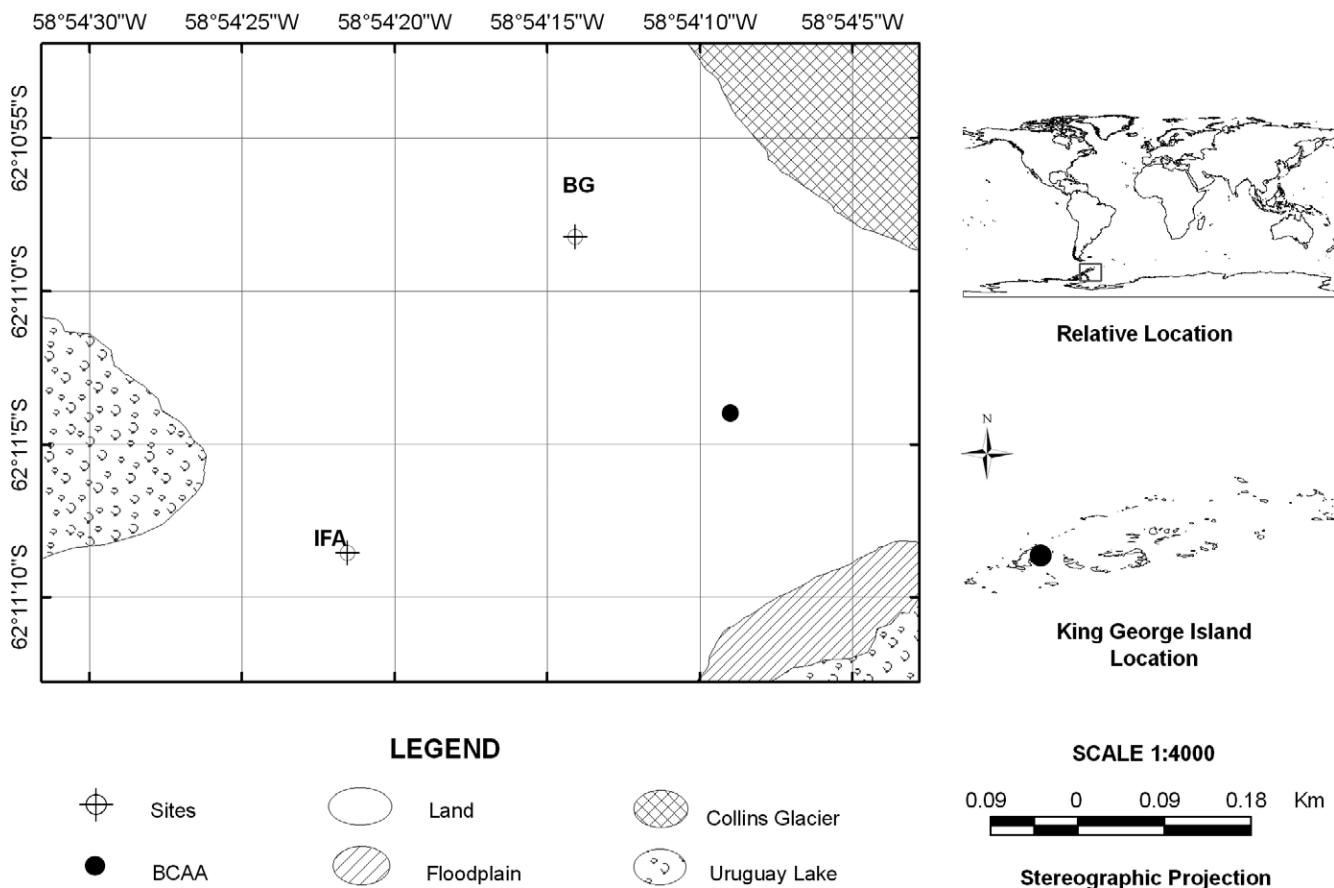 58°54'30"W 58°54'25"W 58°54'20"W 58°54'15"W 58°54'10"W 58°54'5"W
62°10'55"S
62°11'0"S
62°11'5"S
62°11'10"S
BG
IFA
Relative Location
N
King George Island
Location
LEGEND
Sites
Land
Collins Glacier
BCAA
Floodplain
Uruguay Lake
SCALE 1:4000
0.09 0 0.09 0.18 Km
Stereographic Projection